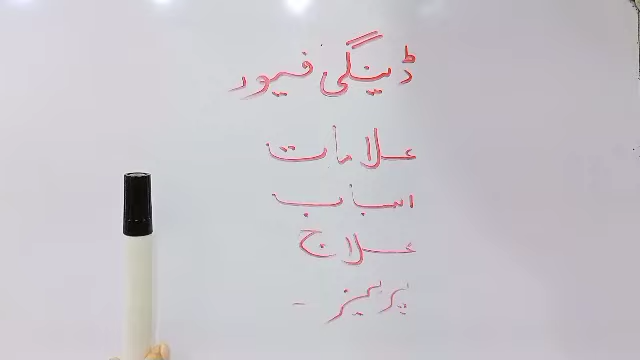 ڈینگی فیور
علامات
اسباب
علاج
پرہیز -